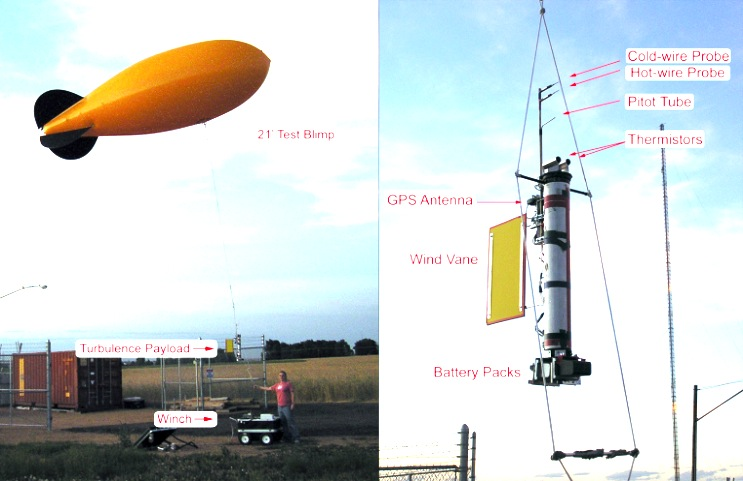 21' Test Blimp
Turbulence Payload
Winch
Cold-wire Probe
Hot-wire Probe
Pitot Tube
Thermistors
GPS Antenna
Wind Vane
Battery Packs